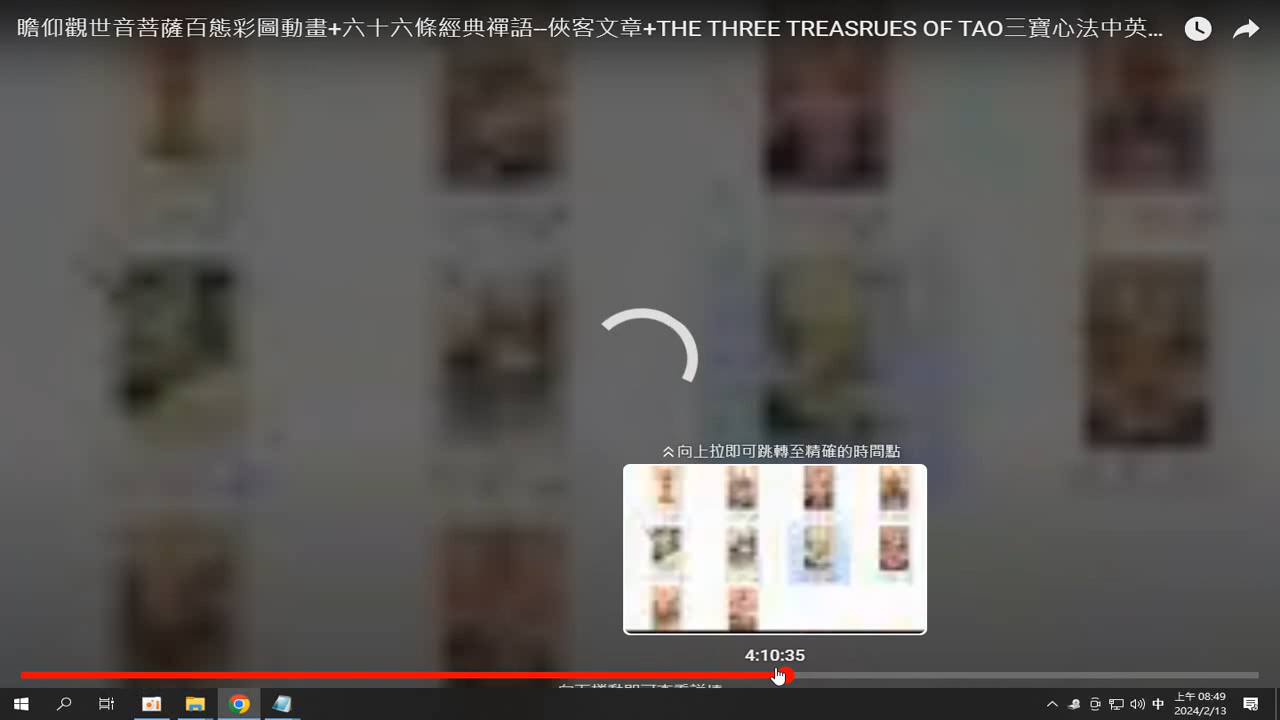 瞻仰觀世音菩薩百態彩圖動畫+六十六條經典禪語--俠客文章+THE THREE TREASRUES OF TAO三寶心法中英...
向上拉即可跳轉至精確的時間點
4:10:35
中
上午 08:49
2024/2/13